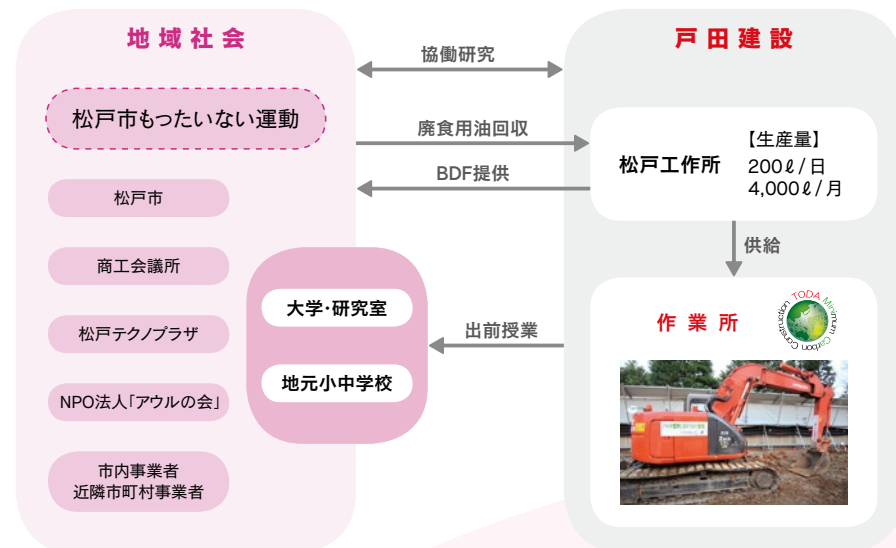 地域社会
松戸市もったいない運動
松戸市
商工会議所
松戸テクノプラザ
NPO法人「アウルの会」
市内事業者
近隣市町村事業者
大学・研究室
地元小中学校
協働研究
廃食用油回収
BDF提供
出前授業
戸田建設
松戸工作所
【生産量】
200ℓ/日
4,000ℓ/月
供給
作業所
TODA Minimum Carbon Construction